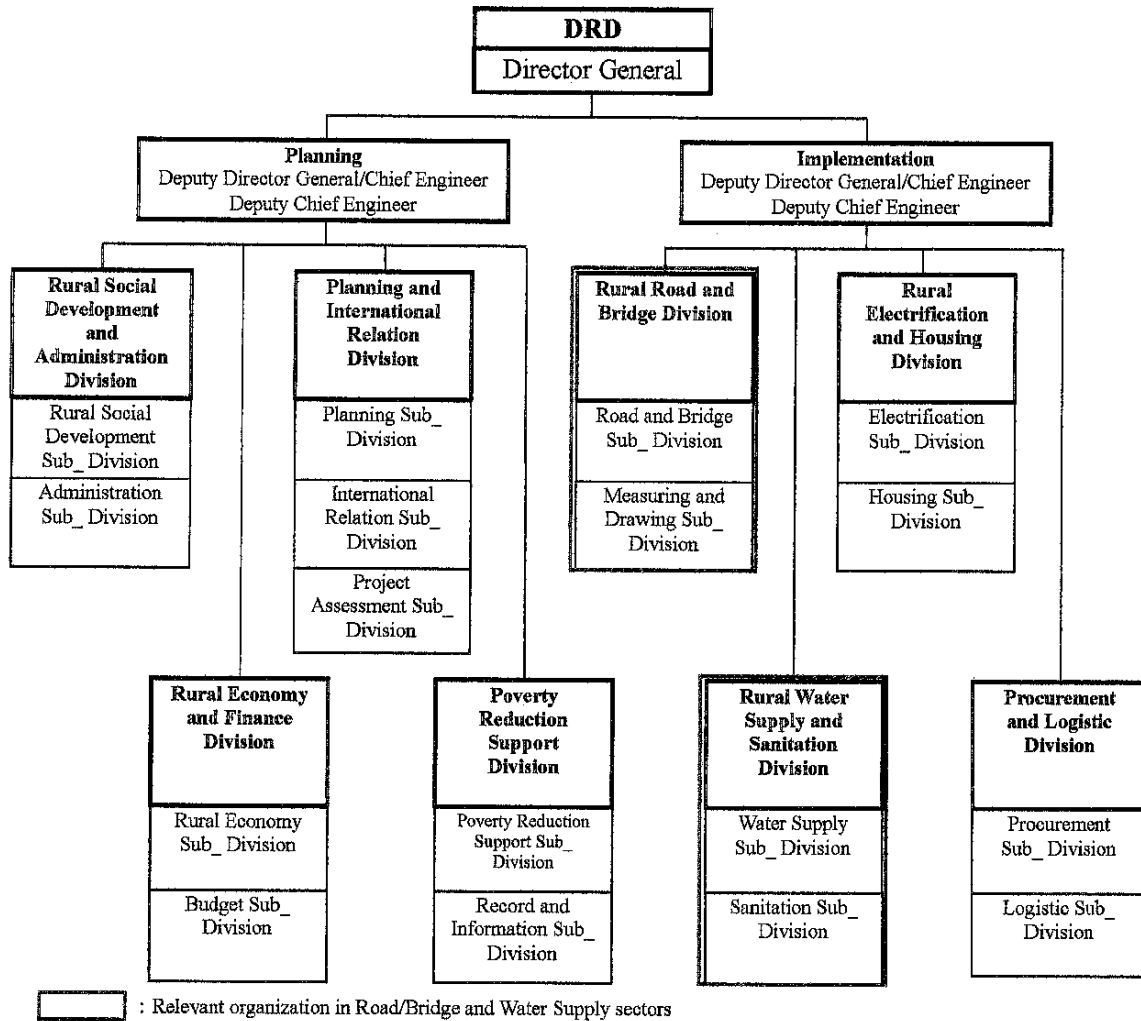 DRD
Director General
Planning
Deputy Director General/Chief Engineer
Deputy Chief Engineer
Implementation
Deputy Director General/Chief Engineer
Deputy Chief Engineer
Rural Social
Development
and
Administration
Division
Rural Social
Development
Sub_ Division
Administration
Sub_ Division
Planning and
International
Relation
Division
Planning Sub_
Division
International
Relation Sub_
Division
Project
Assessment Sub_
Division
Rural Road and
Bridge Division
Road and Bridge
Sub_ Division
Measuring and
Drawing Sub_
Division
Rural
Electrification
and Housing
Division
Electrification
Sub_ Division
Housing Sub_
Division
Rural Economy
and Finance
Division
Rural Economy
Sub_ Division
Budget Sub_
Division
Poverty
Reduction
Support
Division
Poverty Reduction
Support Sub_
Division
Record and
Information Sub_
Division
Rural Water
Supply and
Sanitation
Division
Water Supply
Sub_ Division
Sanitation Sub_
Division
Procurement
and Logistic
Division
Procurement
Sub_ Division
Logistic Sub_
Division
: Relevant organization in Road/Bridge and Water Supply sectors